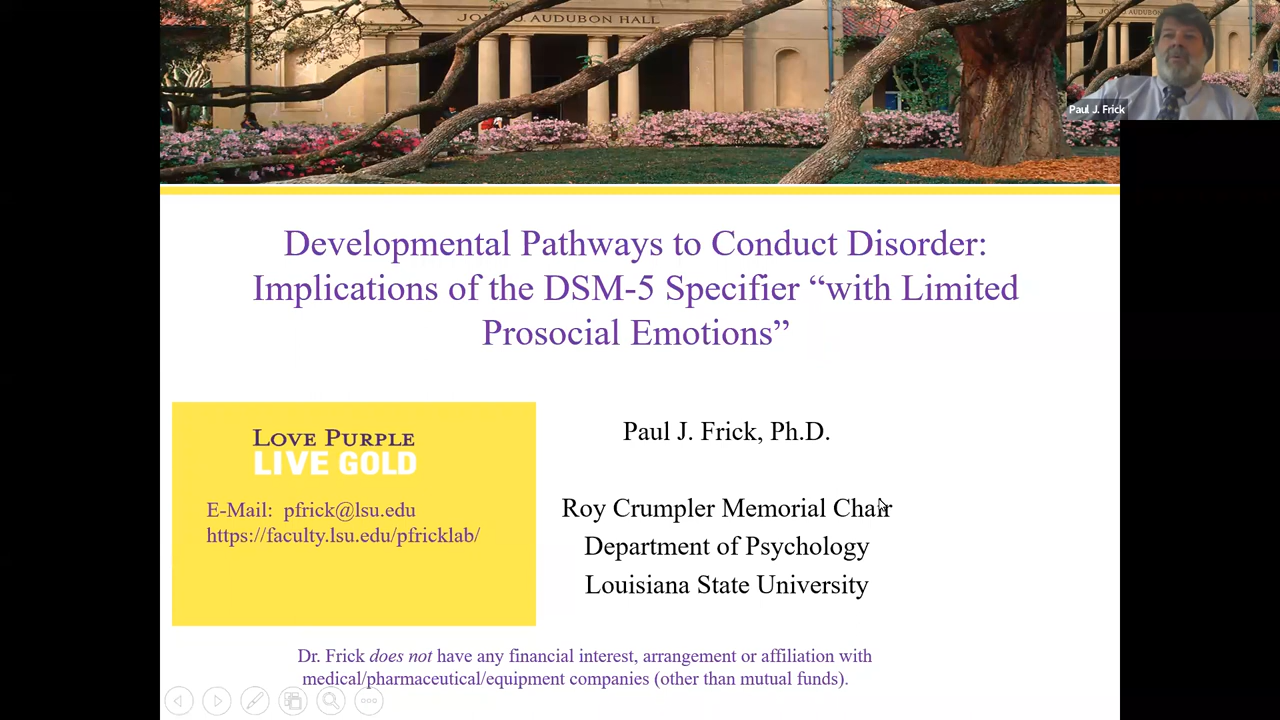 JOHN J AUDUBON HALL
Paul J. Frick
Developmental Pathways to Conduct Disorder:
Implications of the DSM-5 Specifier “with Limited
Prosocial Emotions”
LOVE PURPLE
LIVE GOLD
E-Mail: pfrick@lsu.edu
https://faculty.lsu.edu/pfricklab/
Paul J. Frick, Ph.D.
Roy Crumpler Memorial Chair
Department of Psychology
Louisiana State University
Dr. Frick does not have any financial interest, arrangement or affiliation with
medical/pharmaceutical/equipment companies (other than mutual funds).